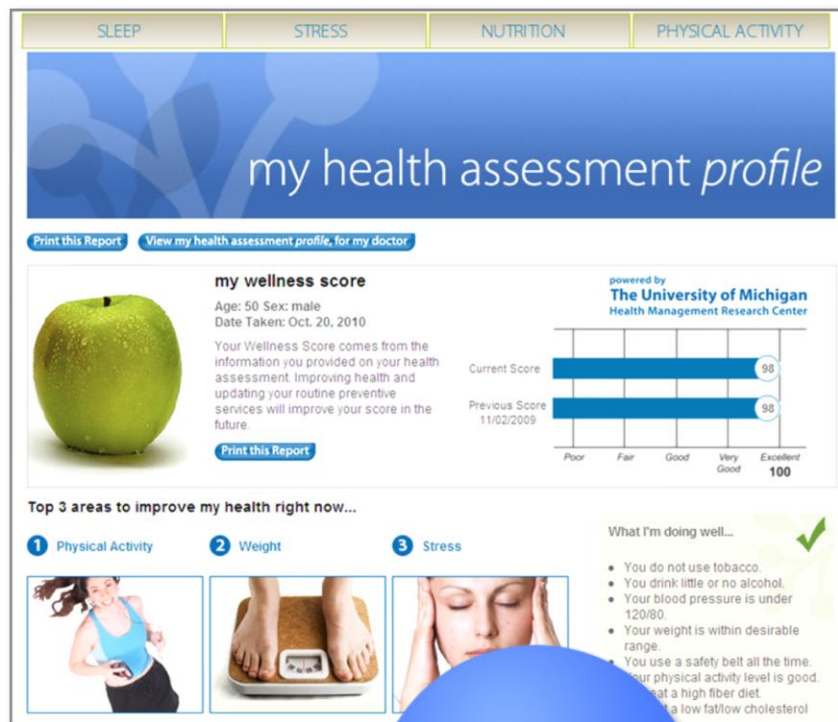 SLEEP
STRESS
NUTRITION
PHYSICAL ACTIVITY
my health assessment profile
Print this Report
View my health assessment profile, for my doctor
my wellness score
Age: 50 Sex: male
Date Taken: Oct. 20, 2010
Your Wellness Score comes from the
information you provided on your health
assessment. Improving health and
updating your routine preventive
services will improve your score in the
future.
Print this Report
powered by
The University of Michigan
Health Management Research Center
Current Score
98
Previous Score
11/02/2009
98
Poor
Fair
Good
Very
Good
Excellent
100
Top 3 areas to improve my health right now...
1 Physical Activity
2 Weight
3 Stress
What I'm doing well...
You do not use tobacco.
You drink little or no alcohol.
Your blood pressure is under
120/80.
Your weight is within desirable
range.
You use a safety belt all the time.
physical activity level is good.
eat a high fiber diet.
a low fat/low cholesterol